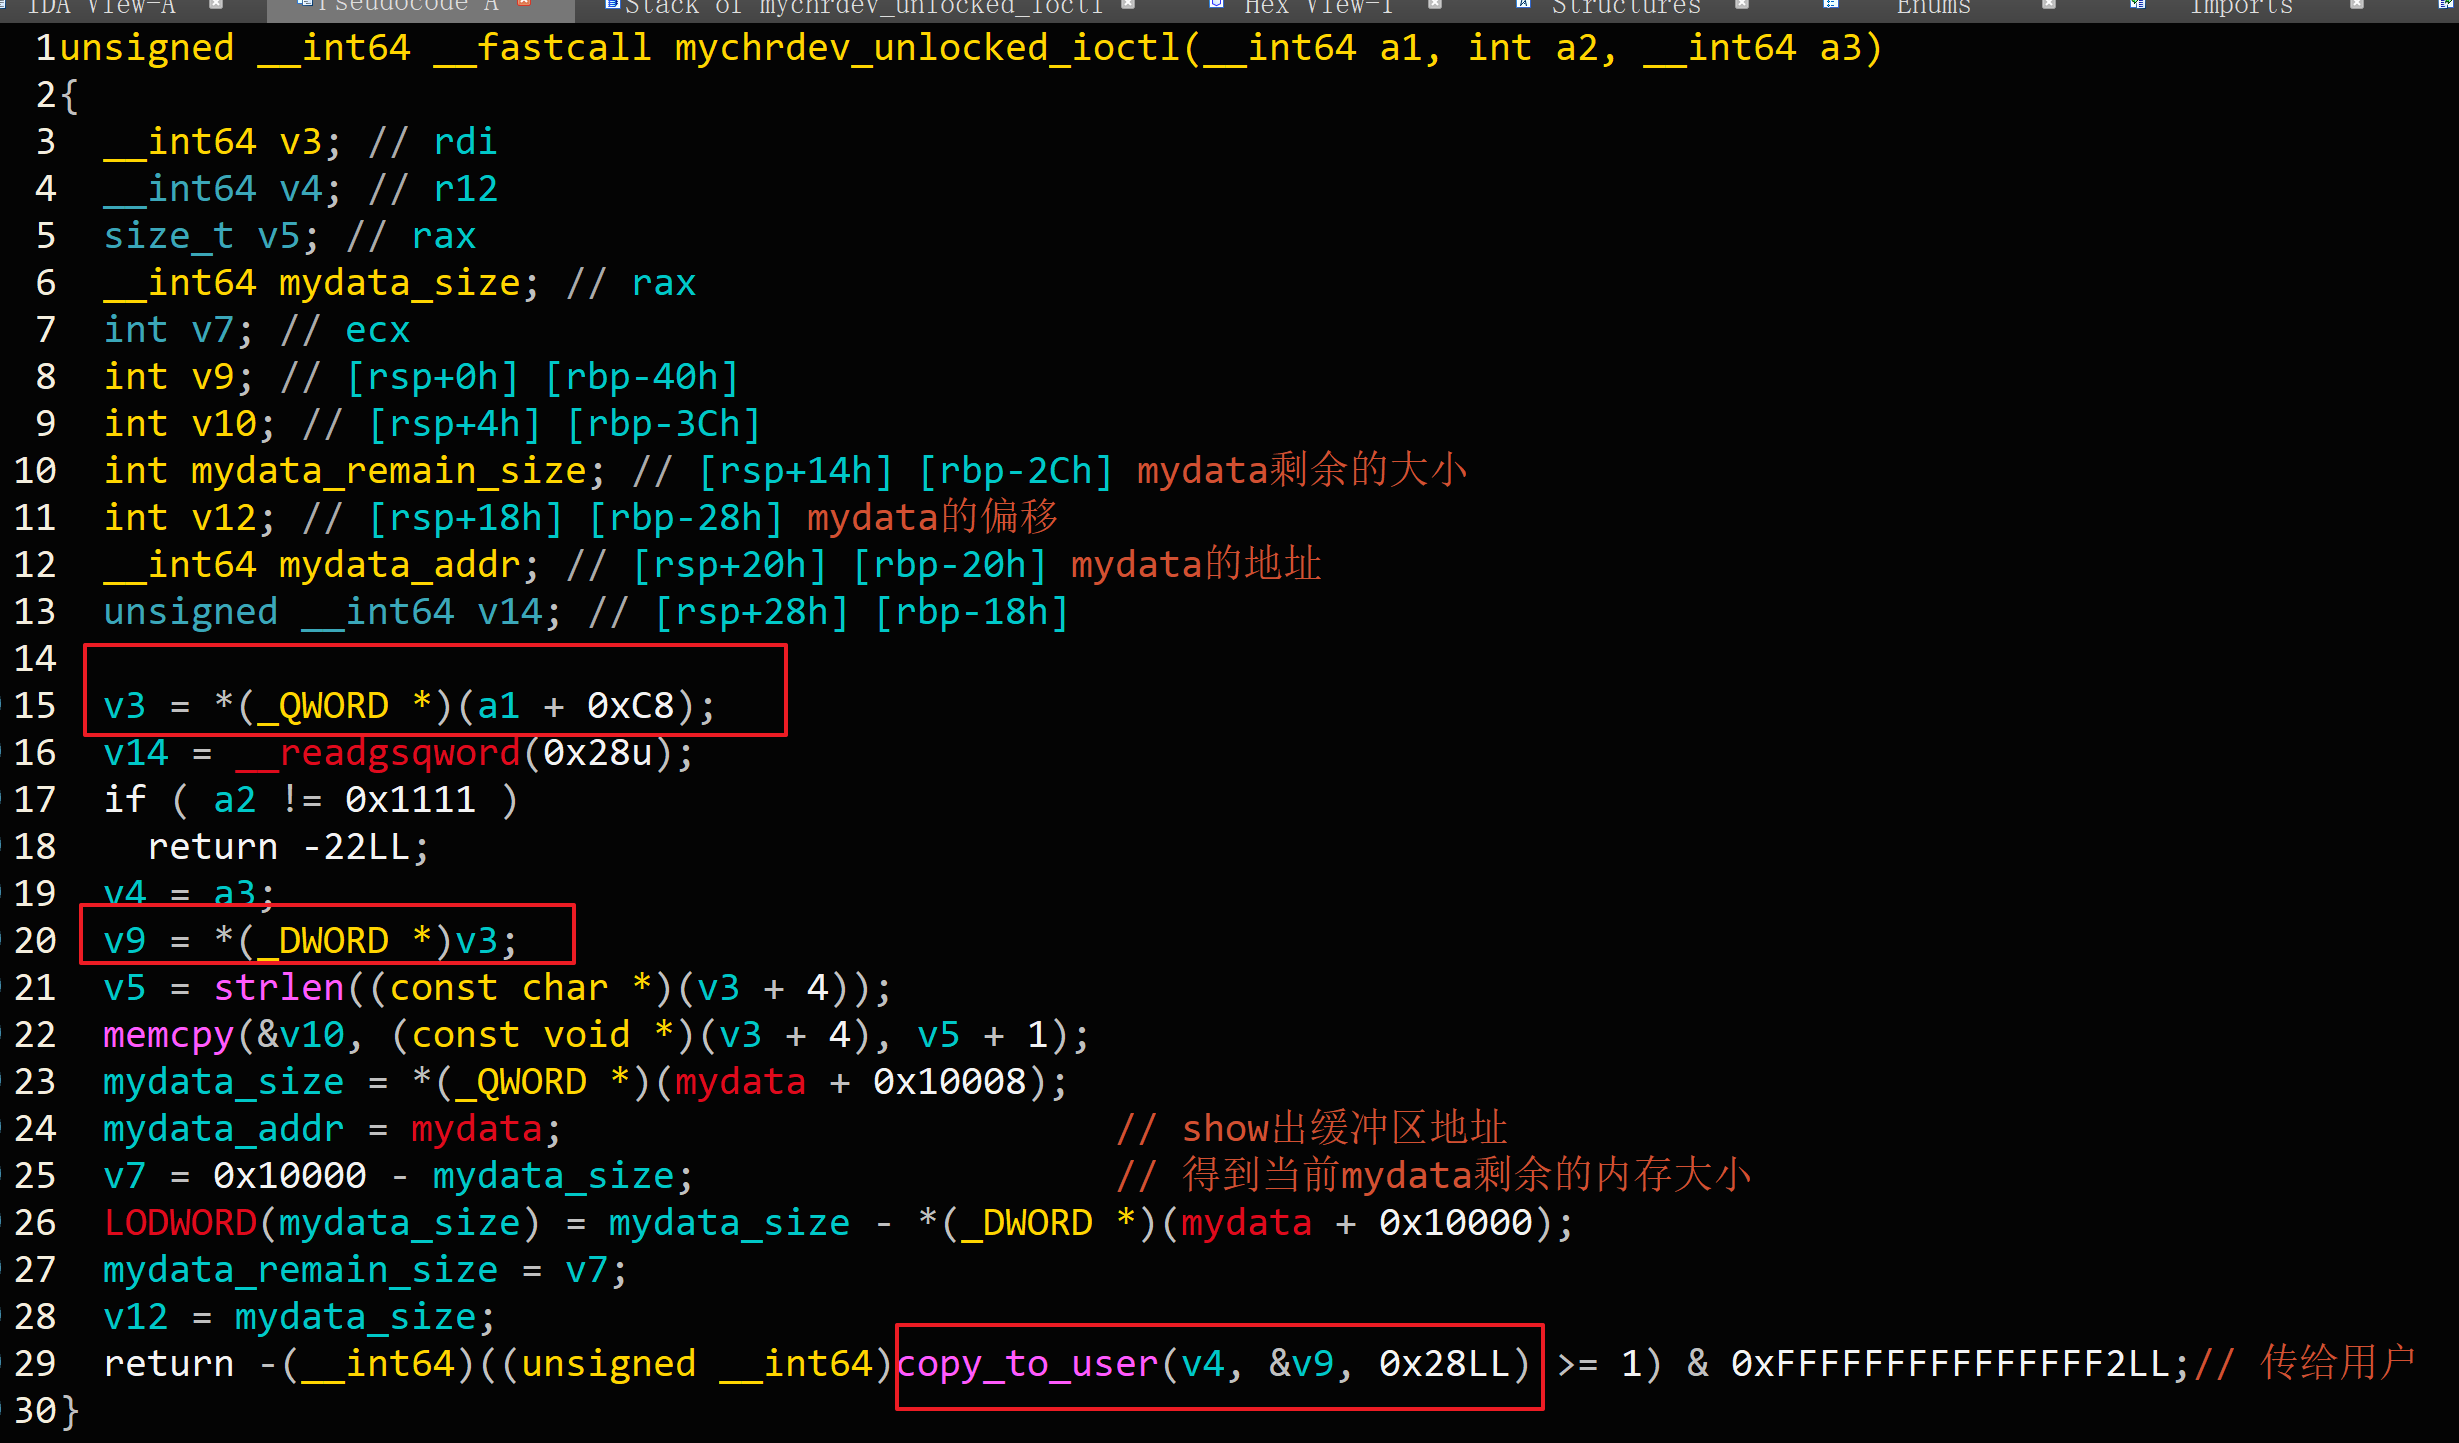 IDA View-A Pseudocode A Stack of mychrdev_unlocked_ioctl Hex View-1 Structures Enums Imports
1 unsigned __int64 __fastcall mychrdev_unlocked_ioctl(__int64 a1, int a2, __int64 a3)
2 {
3 __int64 v3; // rdi
4 __int64 v4; // r12
5 size_t v5; // rax
6 __int64 mydata_size; // rax
7 int v7; // ecx
8 int v9; // [rsp+0h] [rbp-40h]
9 int v10; // [rsp+4h] [rbp-3Ch]
10 int mydata_remain_size; // [rsp+14h] [rbp-2Ch] mydata剩余的大小
11 int v12; // [rsp+18h] [rbp-28h] mydata的偏移
12 __int64 mydata_addr; // [rsp+20h] [rbp-20h] mydata的地址
13 unsigned __int64 v14; // [rsp+28h] [rbp-18h]
14
15 v3 = *(_QWORD *)(a1 + 0xC8);
16 v14 = __readgsqword(0x28u);
17 if ( a2 != 0x1111 )
18 return -22LL;
19 v4 = a3;
20 v9 = *(_DWORD *)v3;
21 v5 = strlen((const char *)(v3 + 4));
22 memcpy(&v10, (const void *)(v3 + 4), v5 + 1);
23 mydata_size = *(_QWORD *)(mydata + 0x10008);
24 mydata_addr = mydata; // show出缓冲区地址
25 v7 = 0x10000 - mydata_size; // 得到当前mydata剩余的内存大小
26 LODWORD(mydata_size) = mydata_size - *(_DWORD *)(mydata + 0x10000);
27 mydata_remain_size = v7;
28 v12 = mydata_size;
29 return -(__int64)((unsigned __int64)copy_to_user(v4, &v9, 0x28LL) >= 1) & 0xFFFFFFFFFFFFFFF2LL;// 传给用户
30 }